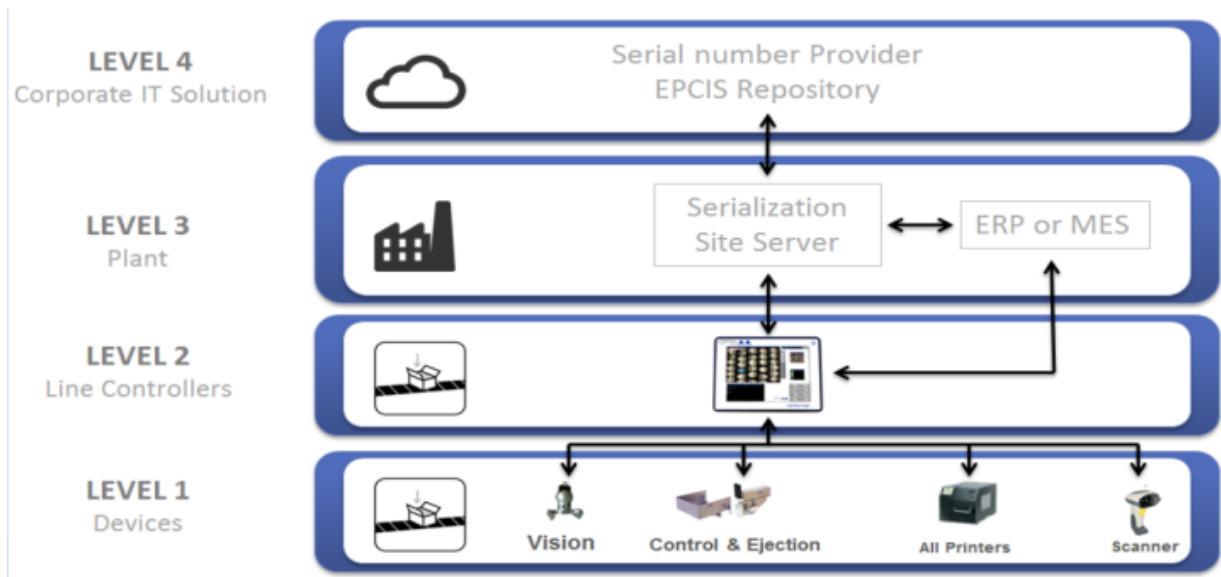 LEVEL 4
Corporate IT Solution
Serial number Provider
EPCIS Repository
LEVEL 3
Plant
Serialization
Site Server
ERP or MES
LEVEL 2
Line Controllers
LEVEL 1
Devices
Vision
Control & Ejection
All Printers
Scanner